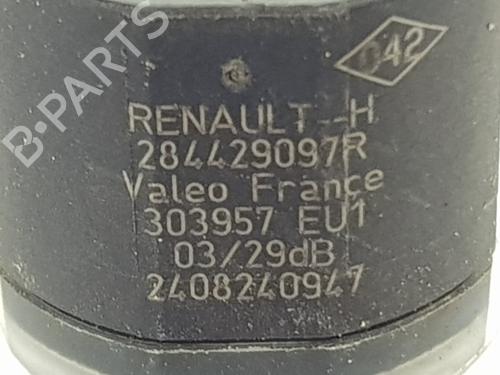 042
RENAULT--H
284429097R
Valeo France
303957 EU1
03/29dB
2408240947
B-PARTS